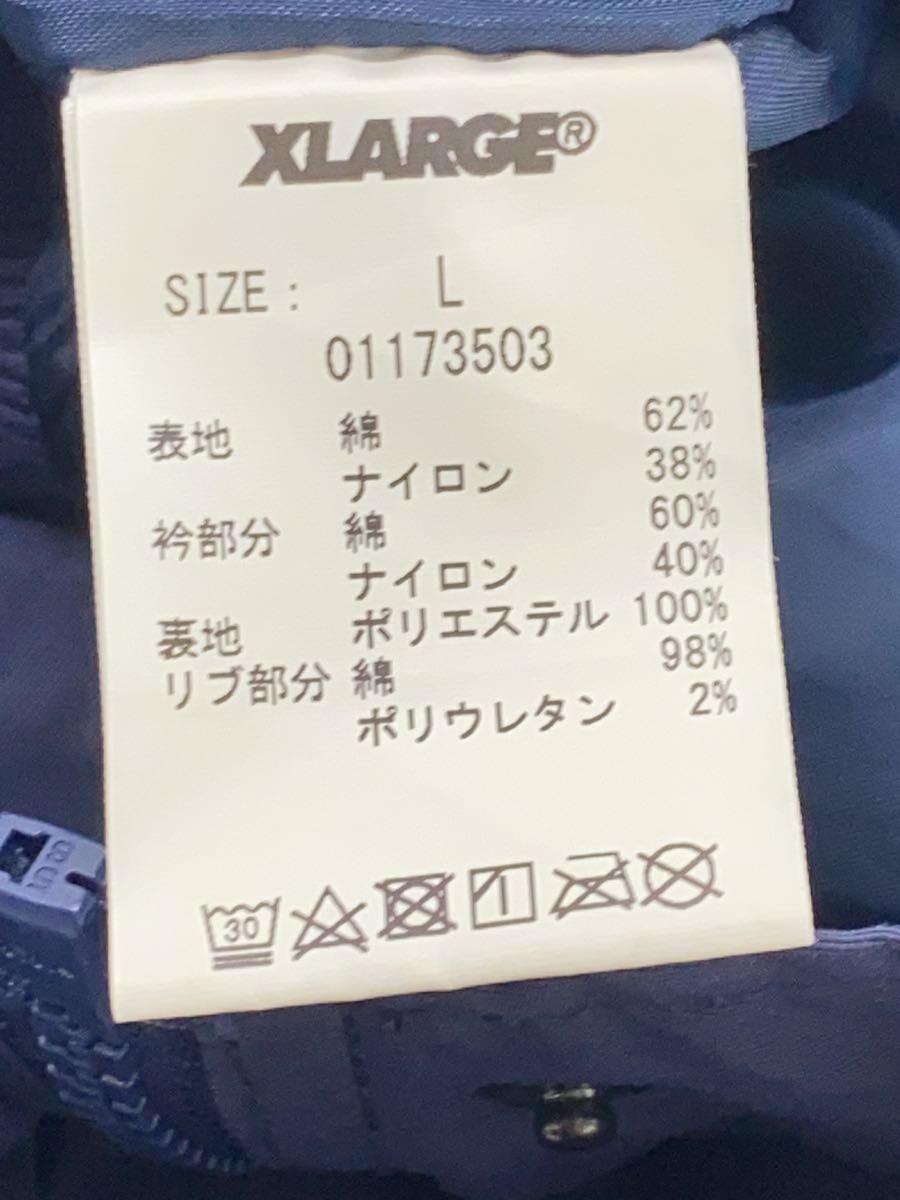 XLARGE®
SIZE : L
01173503
表地 綿 62%
ナイロン 38%
衿部分 綿 60%
ナイロン 40%
裏地 ポリエステル 100%
リブ部分 綿 98%
ポリウレタン 2%
30